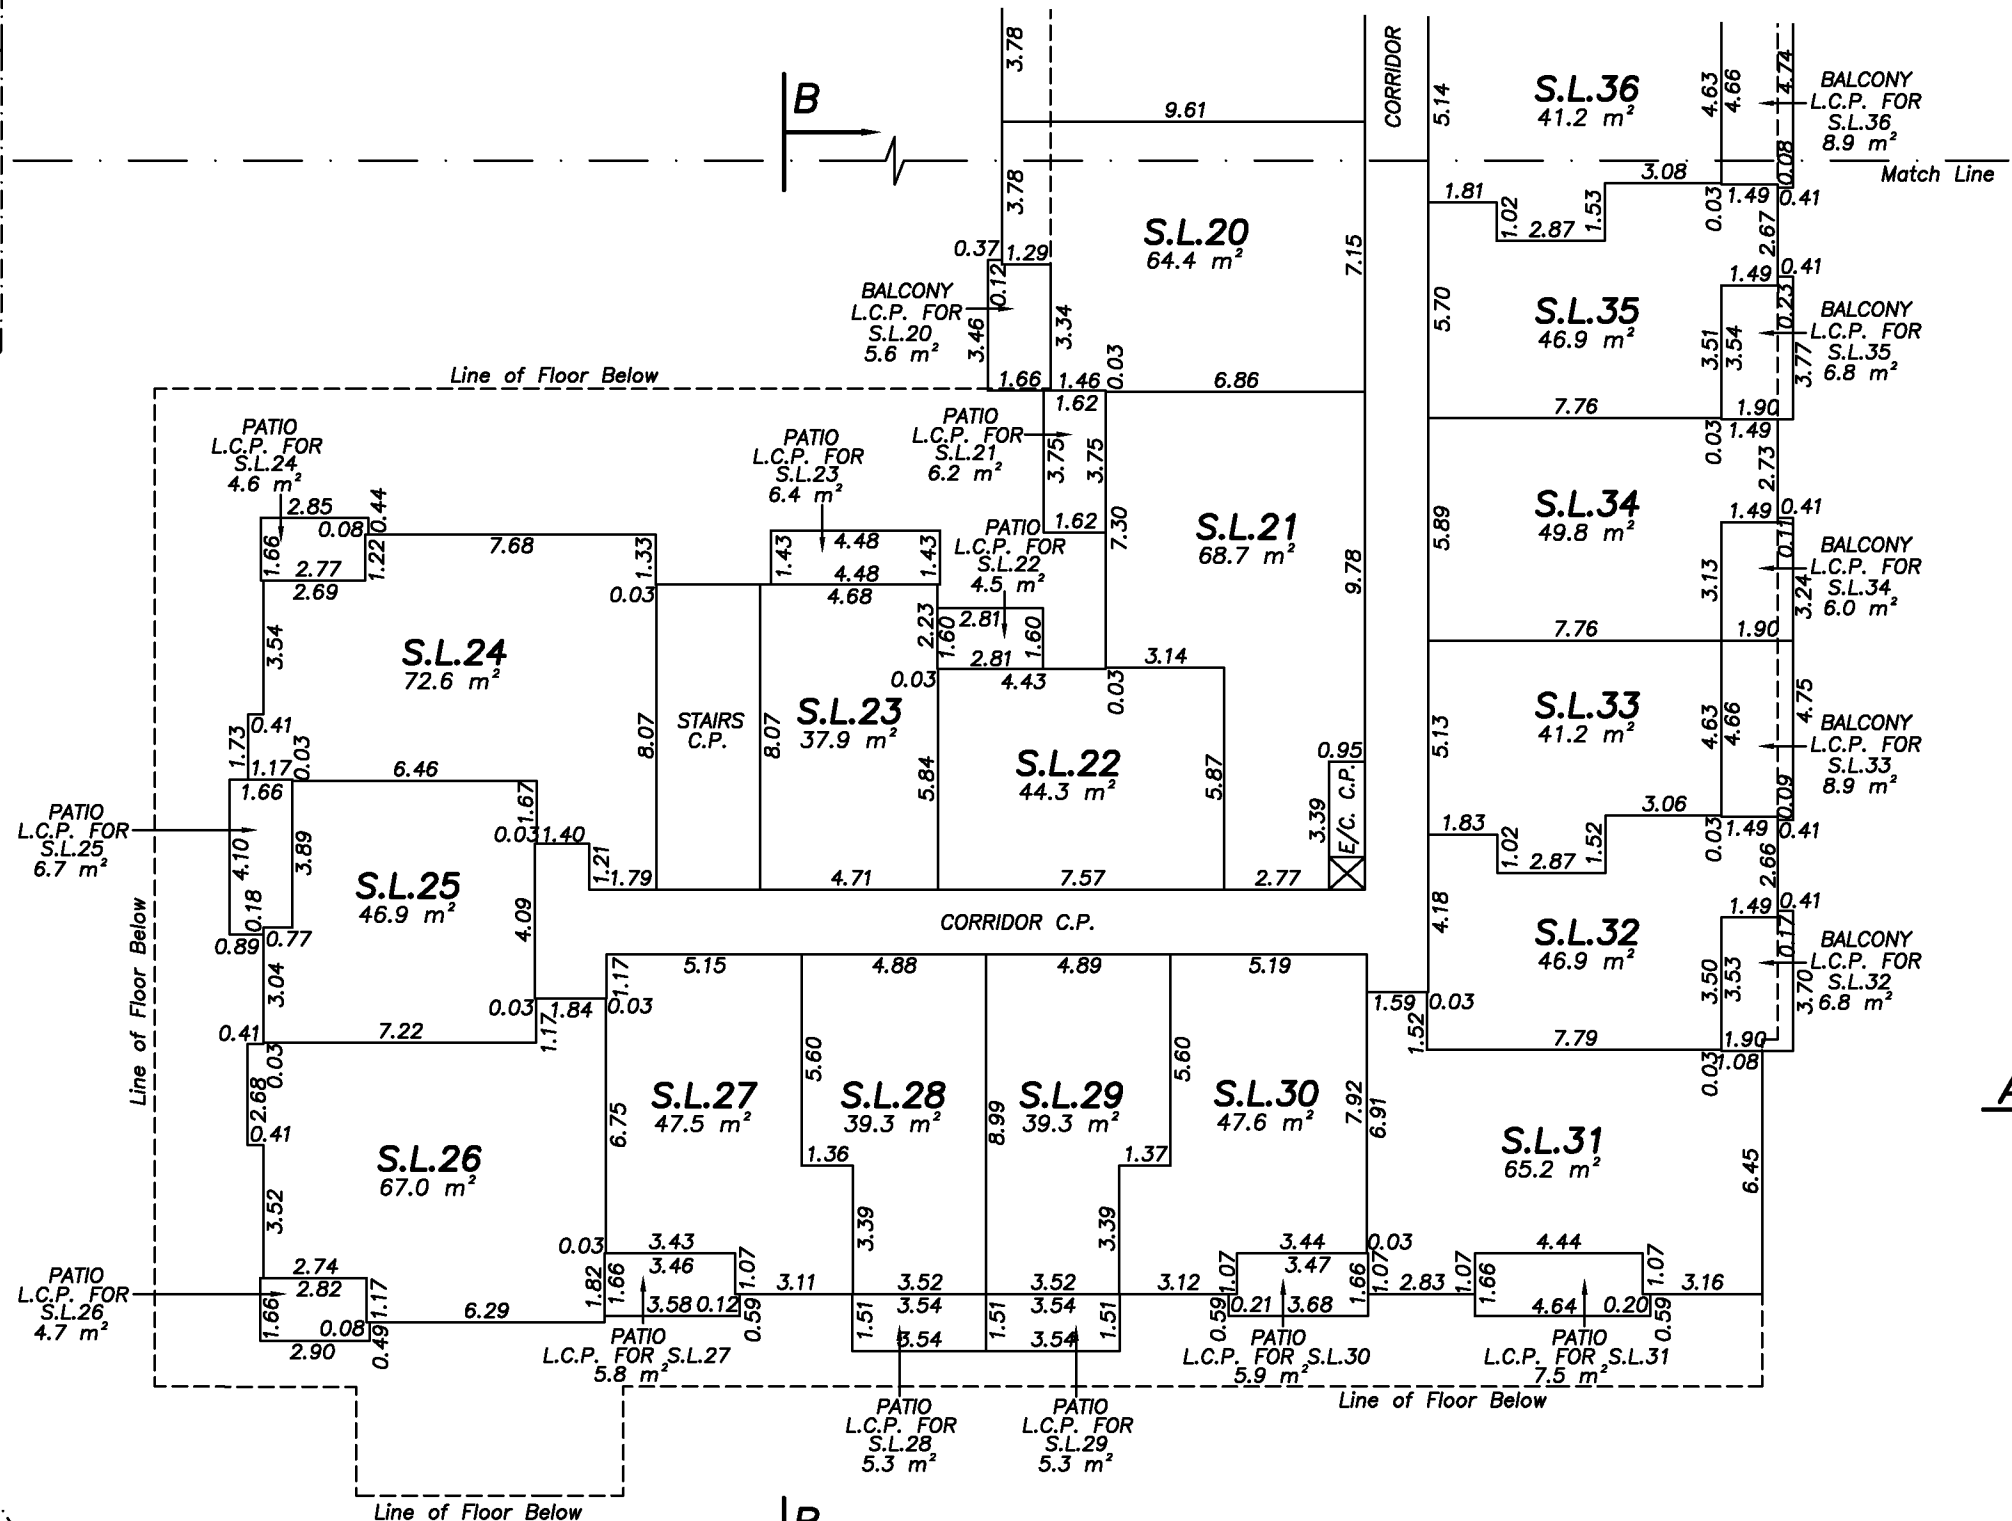 3.78
CORRIDOR
5.14
S.L.36
41.2 m²
4.63
4.66
4.74
BALCONY
L.C.P. FOR
S.L.36
8.9 m²
B
9.61
Match Line
3.78
0.37
1.29
0.12
S.L.20
64.4 m²
7.15
1.81
1.02
2.87
1.53
3.08
0.03
1.49
0.08
0.41
2.67
BALCONY
L.C.P. FOR
S.L.20
5.6 m²
3.46
3.34
1.66
1.46
0.03
6.86
5.70
S.L.35
46.9 m²
1.49
0.41
0.23
3.51
3.54
3.77
BALCONY
L.C.P. FOR
S.L.35
6.8 m²
7.76
1.90
0.03
1.49
2.73
Line of Floor Below
PATIO
L.C.P. FOR
S.L.24
4.6 m²
PATIO
L.C.P. FOR
S.L.23
6.4 m²
PATIO
L.C.P. FOR
S.L.21
6.2 m²
1.62
3.75
3.75
1.62
7.30
S.L.21
68.7 m²
9.78
5.89
S.L.34
49.8 m²
1.49
0.41
0.11
3.13
3.24
BALCONY
L.C.P. FOR
S.L.34
6.0 m²
7.76
1.90
2.85
0.44
0.08
1.66
2.77
1.22
2.69
7.68
1.33
0.03
1.43
4.48
1.43
4.48
4.68
PATIO
L.C.P. FOR
S.L.22
4.5 m²
2.23
2.81
1.60
1.60
2.81
0.03
4.43
3.14
0.03
3.54
S.L.24
72.6 m²
8.07
STAIRS
C.P.
8.07
S.L.23
37.9 m²
5.84
S.L.22
44.3 m²
5.87
0.95
3.39
E/C. C.P.
5.13
S.L.33
41.2 m²
4.63
4.66
4.75
0.09
BALCONY
L.C.P. FOR
S.L.33
8.9 m²
1.73
0.41
0.03
1.17
6.46
1.66
1.67
0.03
1.40
1.21
1.79
4.71
7.57
2.77
1.83
1.02
2.87
1.52
3.06
0.03
1.49
0.41
2.66
PATIO
L.C.P. FOR
S.L.25
6.7 m²
4.10
3.89
0.18
S.L.25
46.9 m²
4.09
0.89
0.77
3.04
CORRIDOR C.P.
4.18
S.L.32
46.9 m²
1.49
0.41
0.17
3.50
3.53
3.70
BALCONY
L.C.P. FOR
S.L.32
6.8 m²
Line of Floor Below
0.41
0.03
7.22
0.03
1.17
1.84
1.17
0.03
5.15
4.88
4.89
5.19
1.59
0.03
1.52
7.79
1.90
0.03
1.08
2.68
0.41
3.52
S.L.26
67.0 m²
6.75
S.L.27
47.5 m²
5.60
S.L.28
39.3 m²
8.99
S.L.29
39.3 m²
5.60
S.L.30
47.6 m²
7.92
6.91
S.L.31
65.2 m²
6.45
1.36
3.39
1.37
3.39
PATIO
L.C.P. FOR
S.L.26
4.7 m²
2.74
2.82
1.66
1.17
0.08
2.90
0.49
6.29
0.03
1.82
3.43
3.46
1.66
1.07
3.58
0.12
0.59
3.11
3.52
3.54
1.51
3.54
1.51
3.52
3.54
3.54
1.51
3.12
1.07
0.59
3.44
3.47
0.21
3.68
1.66
0.03
1.07
2.83
1.07
4.44
1.66
4.64
0.20
1.07
0.59
3.16
PATIO
L.C.P. FOR S.L.27
5.8 m²
PATIO
L.C.P. FOR S.L.30
5.9 m²
PATIO
L.C.P. FOR S.L.31
7.5 m²
Line of Floor Below
PATIO
L.C.P. FOR
S.L.28
5.3 m²
PATIO
L.C.P. FOR
S.L.29
5.3 m²
Line of Floor Below